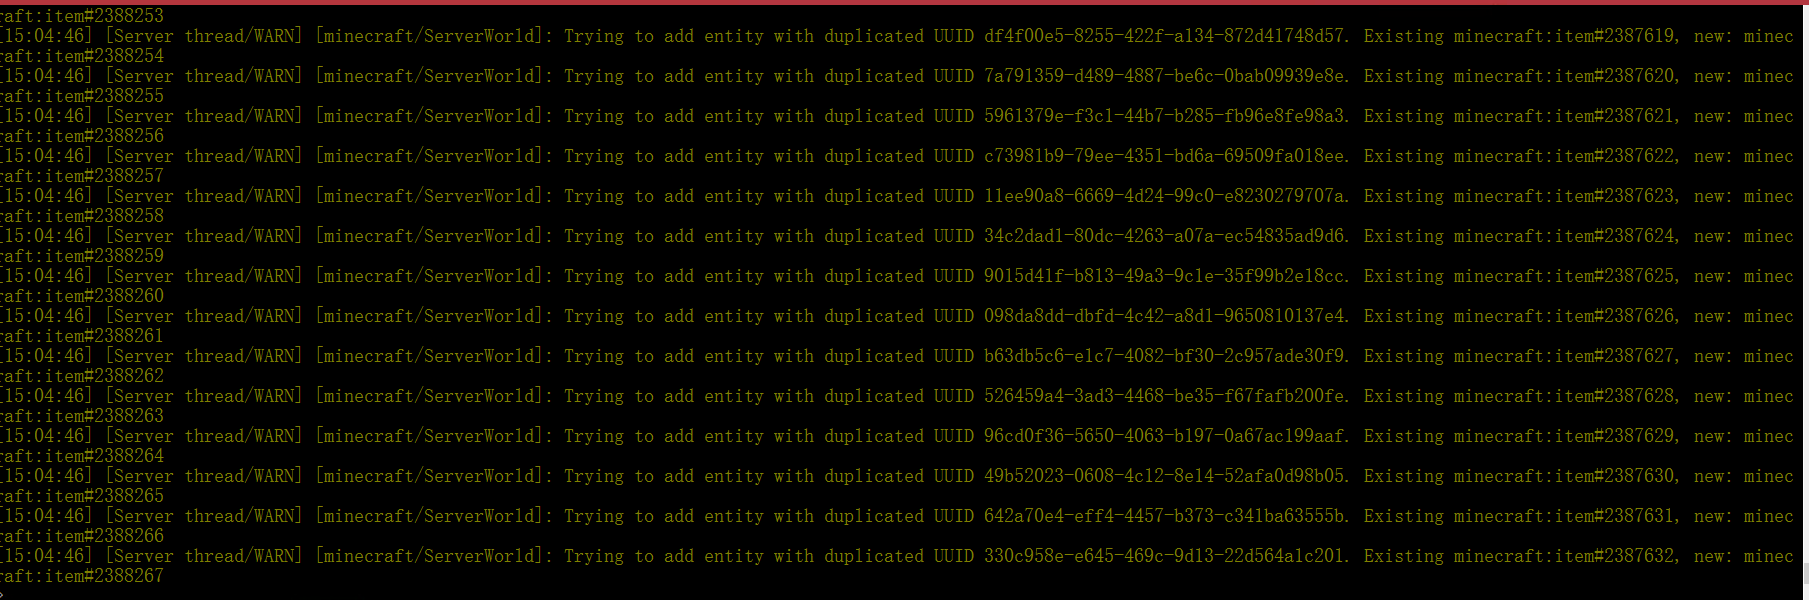 raft:item#2388253
[15:04:46] [Server thread/WARN] [minecraft/ServerWorld]: Trying to add entity with duplicated UUID df4f00e5-8255-422f-a134-872d41748d57. Existing minecraft:item#2387619, new: minec
raft:item#2388254
[15:04:46] [Server thread/WARN] [minecraft/ServerWorld]: Trying to add entity with duplicated UUID 7a791359-d489-4887-be6c-0bab09939e8e. Existing minecraft:item#2387620, new: minec
raft:item#2388255
[15:04:46] [Server thread/WARN] [minecraft/ServerWorld]: Trying to add entity with duplicated UUID 5961379e-f3c1-44b7-b285-fb96e8fe98a3. Existing minecraft:item#2387621, new: minec
raft:item#2388256
[15:04:46] [Server thread/WARN] [minecraft/ServerWorld]: Trying to add entity with duplicated UUID c73981b9-79ee-4351-bd6a-69509fa018ee. Existing minecraft:item#2387622, new: minec
raft:item#2388257
[15:04:46] [Server thread/WARN] [minecraft/ServerWorld]: Trying to add entity with duplicated UUID 11ee90a8-6669-4d24-99c0-e8230279707a. Existing minecraft:item#2387623, new: minec
raft:item#2388258
[15:04:46] [Server thread/WARN] [minecraft/ServerWorld]: Trying to add entity with duplicated UUID 34c2dad1-80dc-4263-a07a-ec54835ad9d6. Existing minecraft:item#2387624, new: minec
raft:item#2388259
[15:04:46] [Server thread/WARN] [minecraft/ServerWorld]: Trying to add entity with duplicated UUID 9015d41f-b813-49a3-9c1e-35f99b2e18cc. Existing minecraft:item#2387625, new: minec
raft:item#2388260
[15:04:46] [Server thread/WARN] [minecraft/ServerWorld]: Trying to add entity with duplicated UUID 098da8dd-dbfd-4c42-a8d1-9650810137e4. Existing minecraft:item#2387626, new: minec
raft:item#2388261
[15:04:46] [Server thread/WARN] [minecraft/ServerWorld]: Trying to add entity with duplicated UUID b63db5c6-e1c7-4082-bf30-2c957ade30f9. Existing minecraft:item#2387627, new: minec
raft:item#2388262
[15:04:46] [Server thread/WARN] [minecraft/ServerWorld]: Trying to add entity with duplicated UUID 526459a4-3ad3-4468-be35-f67fafb200fe. Existing minecraft:item#2387628, new: minec
raft:item#2388263
[15:04:46] [Server thread/WARN] [minecraft/ServerWorld]: Trying to add entity with duplicated UUID 96cd0f36-5650-4063-b197-0a67ac199aaf. Existing minecraft:item#2387629, new: minec
raft:item#2388264
[15:04:46] [Server thread/WARN] [minecraft/ServerWorld]: Trying to add entity with duplicated UUID 49b52023-0608-4c12-8e14-52afa0d98b05. Existing minecraft:item#2387630, new: minec
raft:item#2388265
[15:04:46] [Server thread/WARN] [minecraft/ServerWorld]: Trying to add entity with duplicated UUID 642a70e4-eff4-4457-b373-c341ba63555b. Existing minecraft:item#2387631, new: minec
raft:item#2388266
[15:04:46] [Server thread/WARN] [minecraft/ServerWorld]: Trying to add entity with duplicated UUID 330c958e-e645-469c-9d13-22d564a1c201. Existing minecraft:item#2387632, new: minec
raft:item#2388267
>